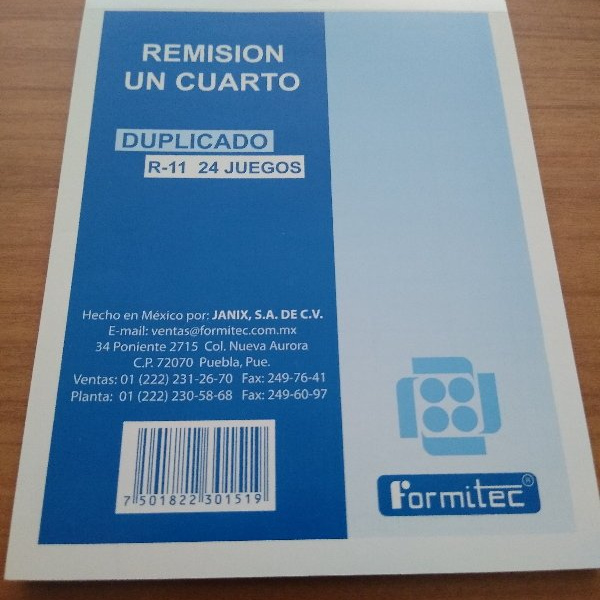 REMISION
UN CUARTO
DUPLICADO
R-11 24 JUEGOS
Hecho en México por: JANIX, S.A. DE C.V.
E-mail: ventas@formitec.com.mx
34 Poniente 2715 Col. Nueva Aurora
C.P. 72070 Puebla, Pue.
Ventas: 01 (222) 231-26-70 Fax: 249-76-41
Planta: 01 (222) 230-58-68 Fax: 249-60-97
7 501822 301519
formitec®